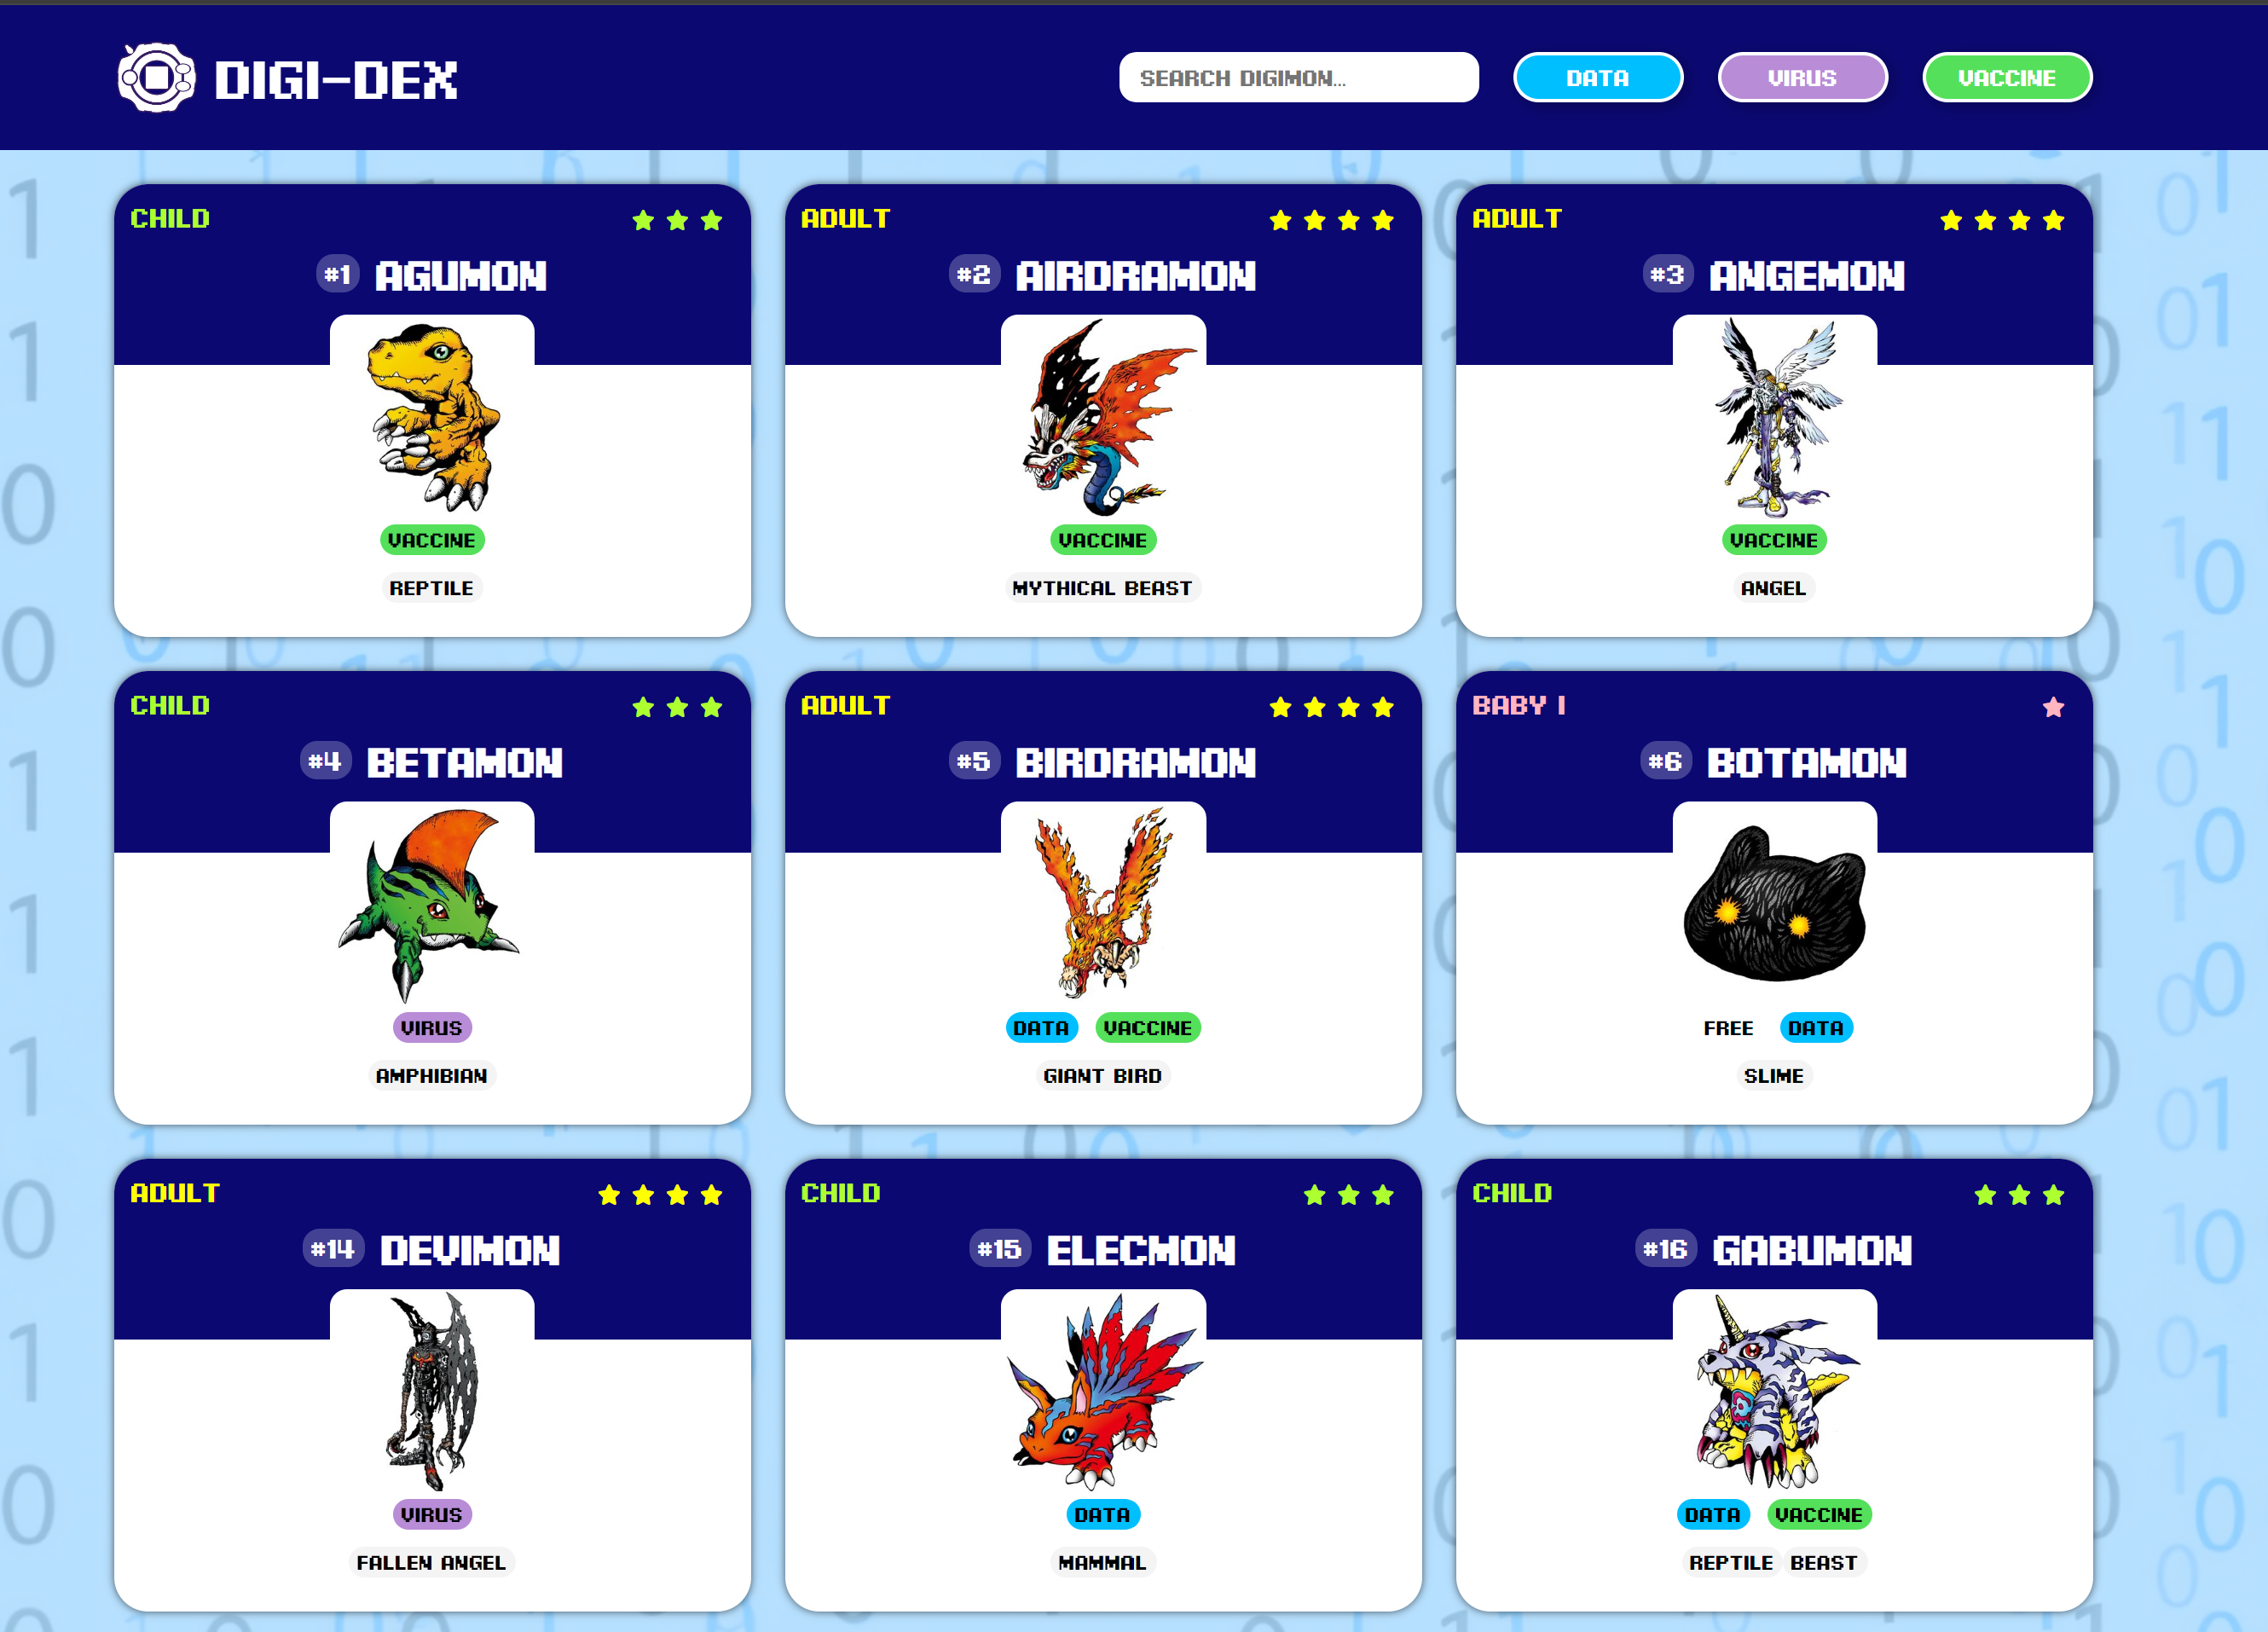 DIGI-DEX
SEARCH DIGIMON...
DATA
VIRUS
VACCINE
CHILD
#1 AGUMON
VACCINE
REPTILE
ADULT
#2 AIRDRAMON
VACCINE
MYTHICAL BEAST
ADULT
#3 ANGEMON
VACCINE
ANGEL
CHILD
#4 BETAMON
VIRUS
AMPHIBIAN
ADULT
#5 BIRDRAMON
DATA VACCINE
GIANT BIRD
BABY I
#6 BOTAMON
FREE DATA
SLIME
ADULT
#14 DEVIMON
VIRUS
FALLEN ANGEL
CHILD
#15 ELECMON
DATA
MAMMAL
CHILD
#16 GABUMON
DATA VACCINE
REPTILE BEAST